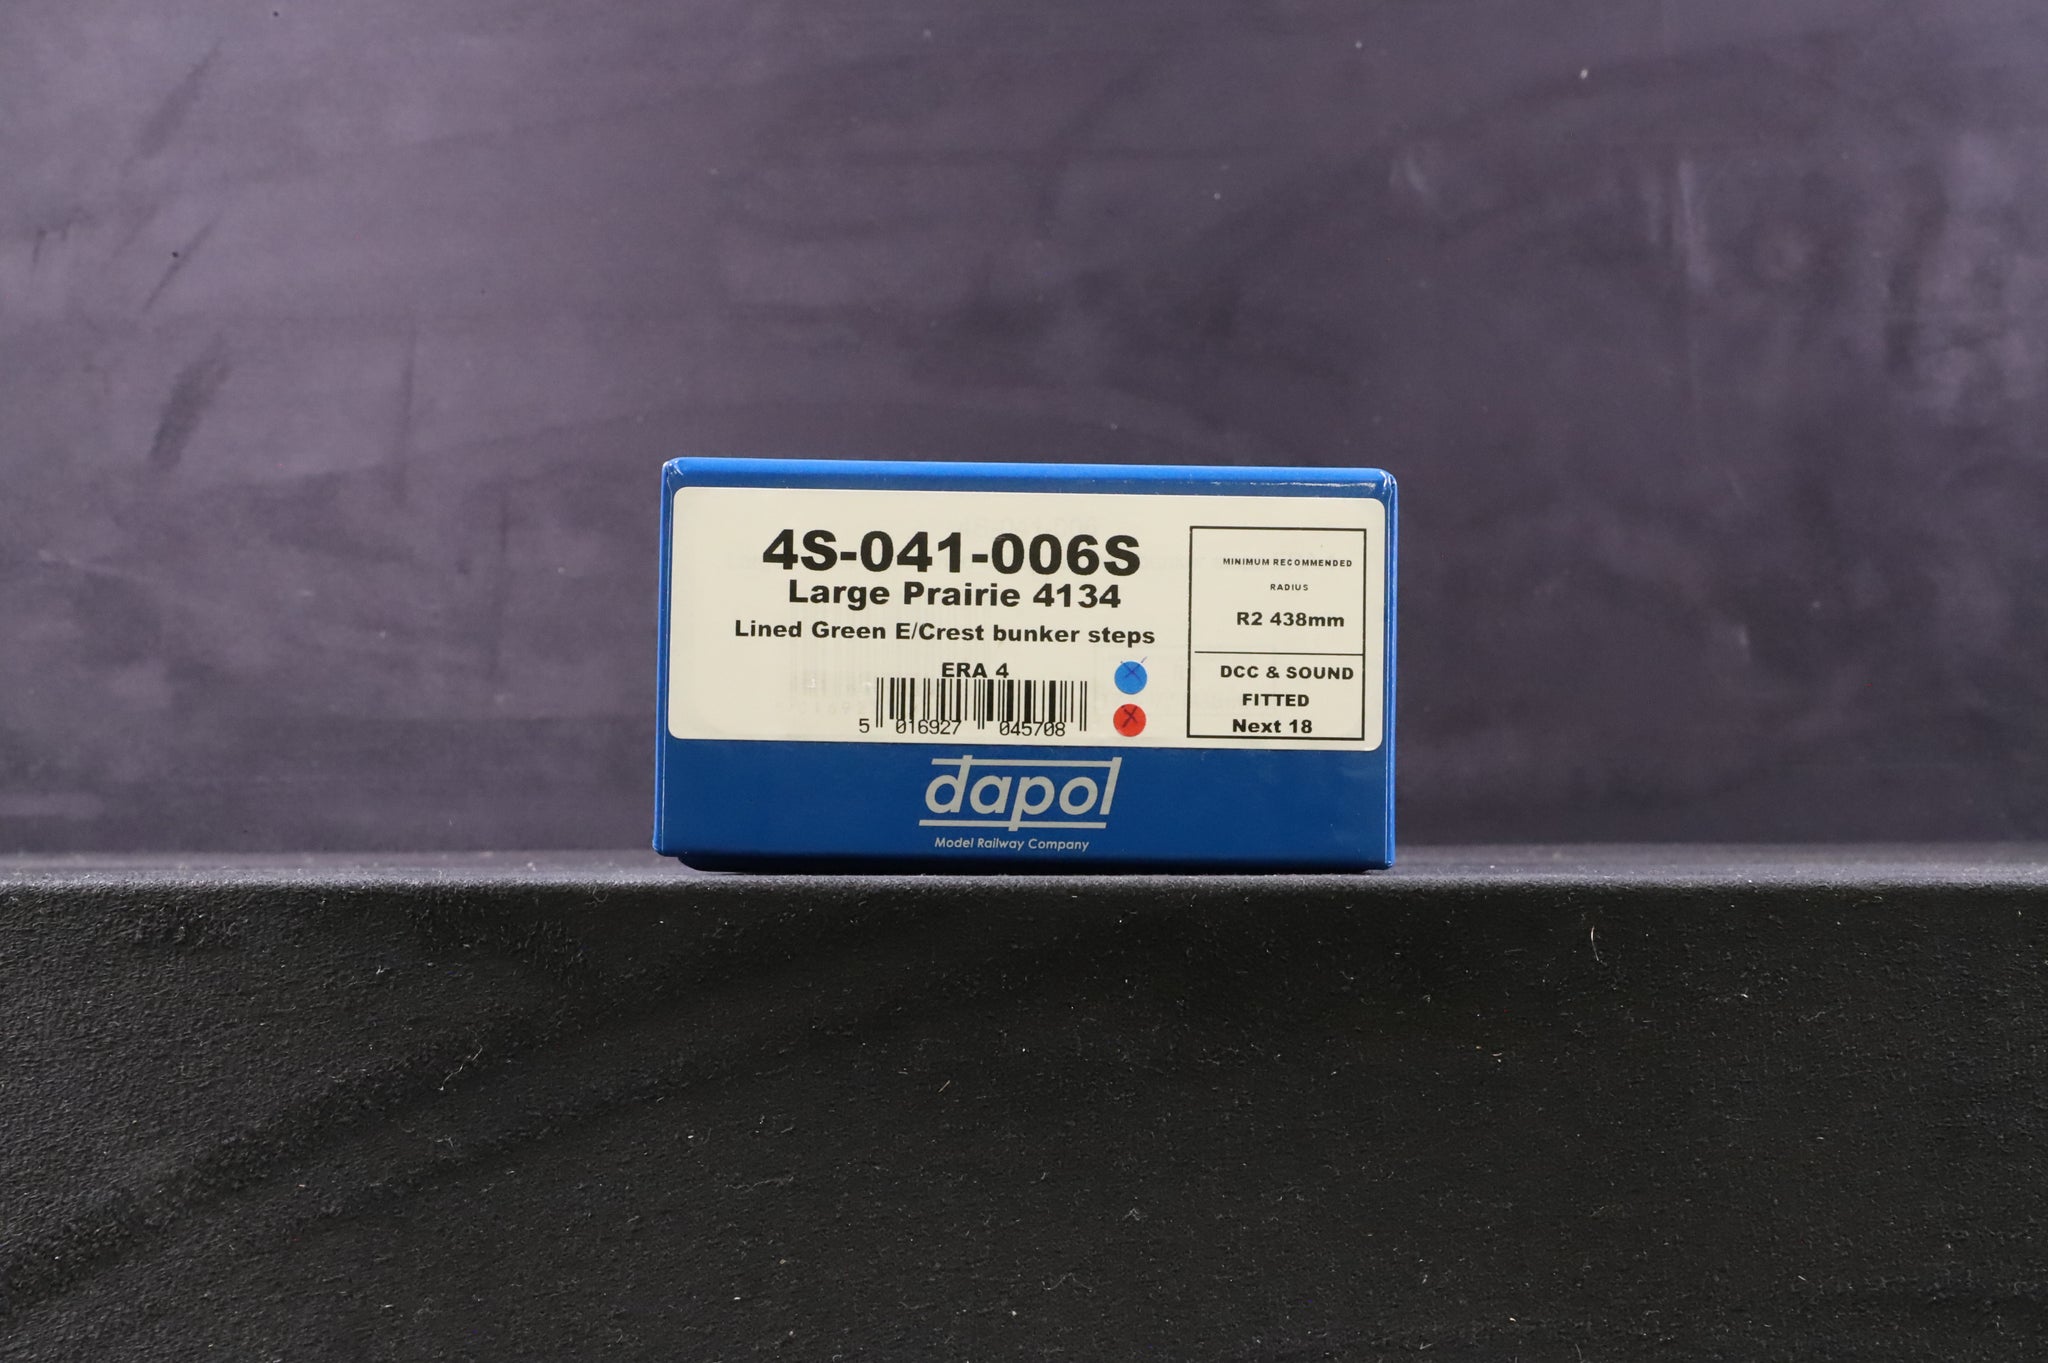 4S-041-006S
Large Prairie 4134
Lined Green E/Crest bunker steps
ERA 4
5 016927 045708
MINIMUM RECOMMENDED
RADIUS
R2 438mm
DCC & SOUND
FITTED
Next 18
dapol
Model Railway Company